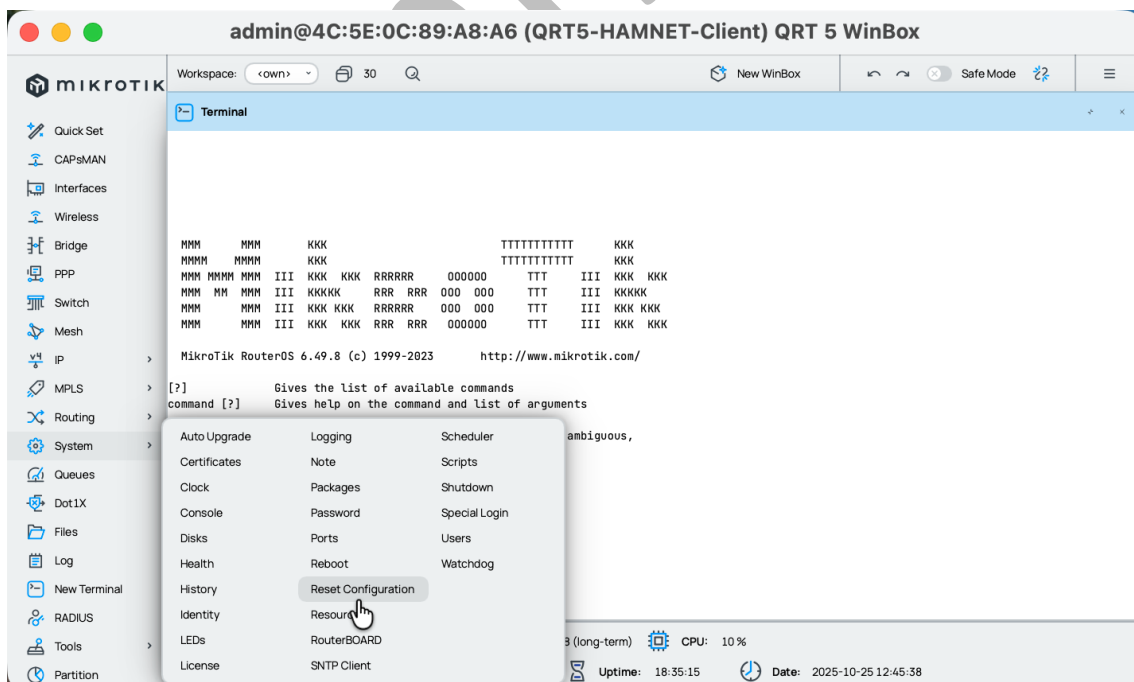 admin@4C:5E:0C:89:A8:A6 (QRT5-HAMNET-Client) QRT 5 WinBox
mikrotik
Workspace: <own> 30 New WinBox Safe Mode
Terminal
Quick Set
CAPsMAN
Interfaces
Wireless
Bridge
PPP
Switch
Mesh
IP
MPLS
Routing
System
Queues
Dot1X
Files
Log
New Terminal
RADIUS
Tools
Partition
MMM MMM KKK TTTTTTTTTTT KKK
MMMM MMMM KKK TTTTTTTTTTT KKK
MMM MMMM MMM III KKK KKK RRRRRR OOOOOO TTT III KKK KKK
MMM MM MMM III KKKKK RRR RRR OOO OOO TTT III KKKKK
MMM MMM III KKK KKK RRRRRR OOO OOO TTT III KKK KKK
MMM MMM III KKK KKK RRR RRR OOOOOO TTT III KKK KKK
MikroTik RouterOS 6.49.8 (c) 1999-2023 http://www.mikrotik.com/
[?] Gives the list of available commands
command [?] Gives help on the command and list of arguments
ambiguous,
Auto Upgrade Logging Scheduler
Certificates Note Scripts
Clock Packages Shutdown
Console Password Special Login
Disks Ports Users
Health Reboot Watchdog
History Reset Configuration
Identity
LEDs RouterBOARD
License SNTP Client
(long-term) CPU: 10 %
Uptime: 18:35:15 Date: 2025-10-25 12:45:38